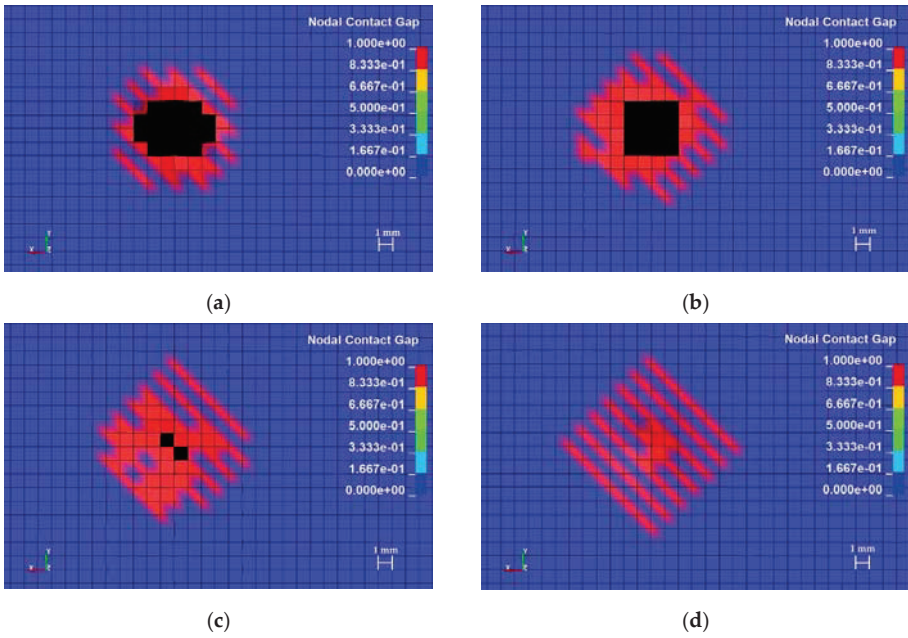 Nodal Contact Gap
1.000e+00
8.333e-01
6.667e-01
5.000e-01
3.333e-01
1.667e-01
0.000e+00
Y
X
Z
1 mm
(a)
Nodal Contact Gap
1.000e+00
8.333e-01
6.667e-01
5.000e-01
3.333e-01
1.667e-01
0.000e+00
Y
X
Z
1 mm
(b)
Nodal Contact Gap
1.000e+00
8.333e-01
6.667e-01
5.000e-01
3.333e-01
1.667e-01
0.000e+00
Y
X
Z
1 mm
(c)
Nodal Contact Gap
1.000e+00
8.333e-01
6.667e-01
5.000e-01
3.333e-01
1.667e-01
0.000e+00
Y
X
Z
1 mm
(d)